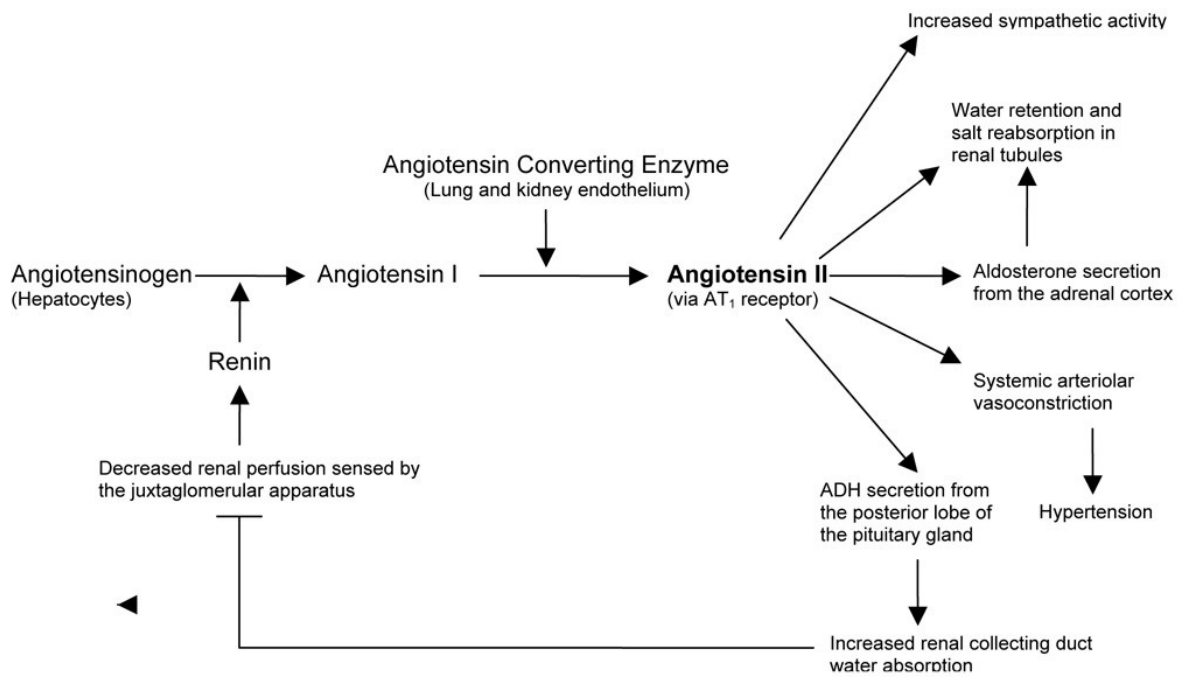 Increased sympathetic activity
Water retention and
salt reabsorption in
renal tubules
Angiotensin Converting Enzyme
(Lung and kidney endothelium)
Angiotensinogen
(Hepatocytes)
Angiotensin I
Angiotensin II
(via AT₁ receptor)
Aldosterone secretion
from the adrenal cortex
Renin
Systemic arteriolar
vasoconstriction
Decreased renal perfusion sensed by
the juxtaglomerular apparatus
ADH secretion from
the posterior lobe of
the pituitary gland
Hypertension
Increased renal collecting duct
water absorption